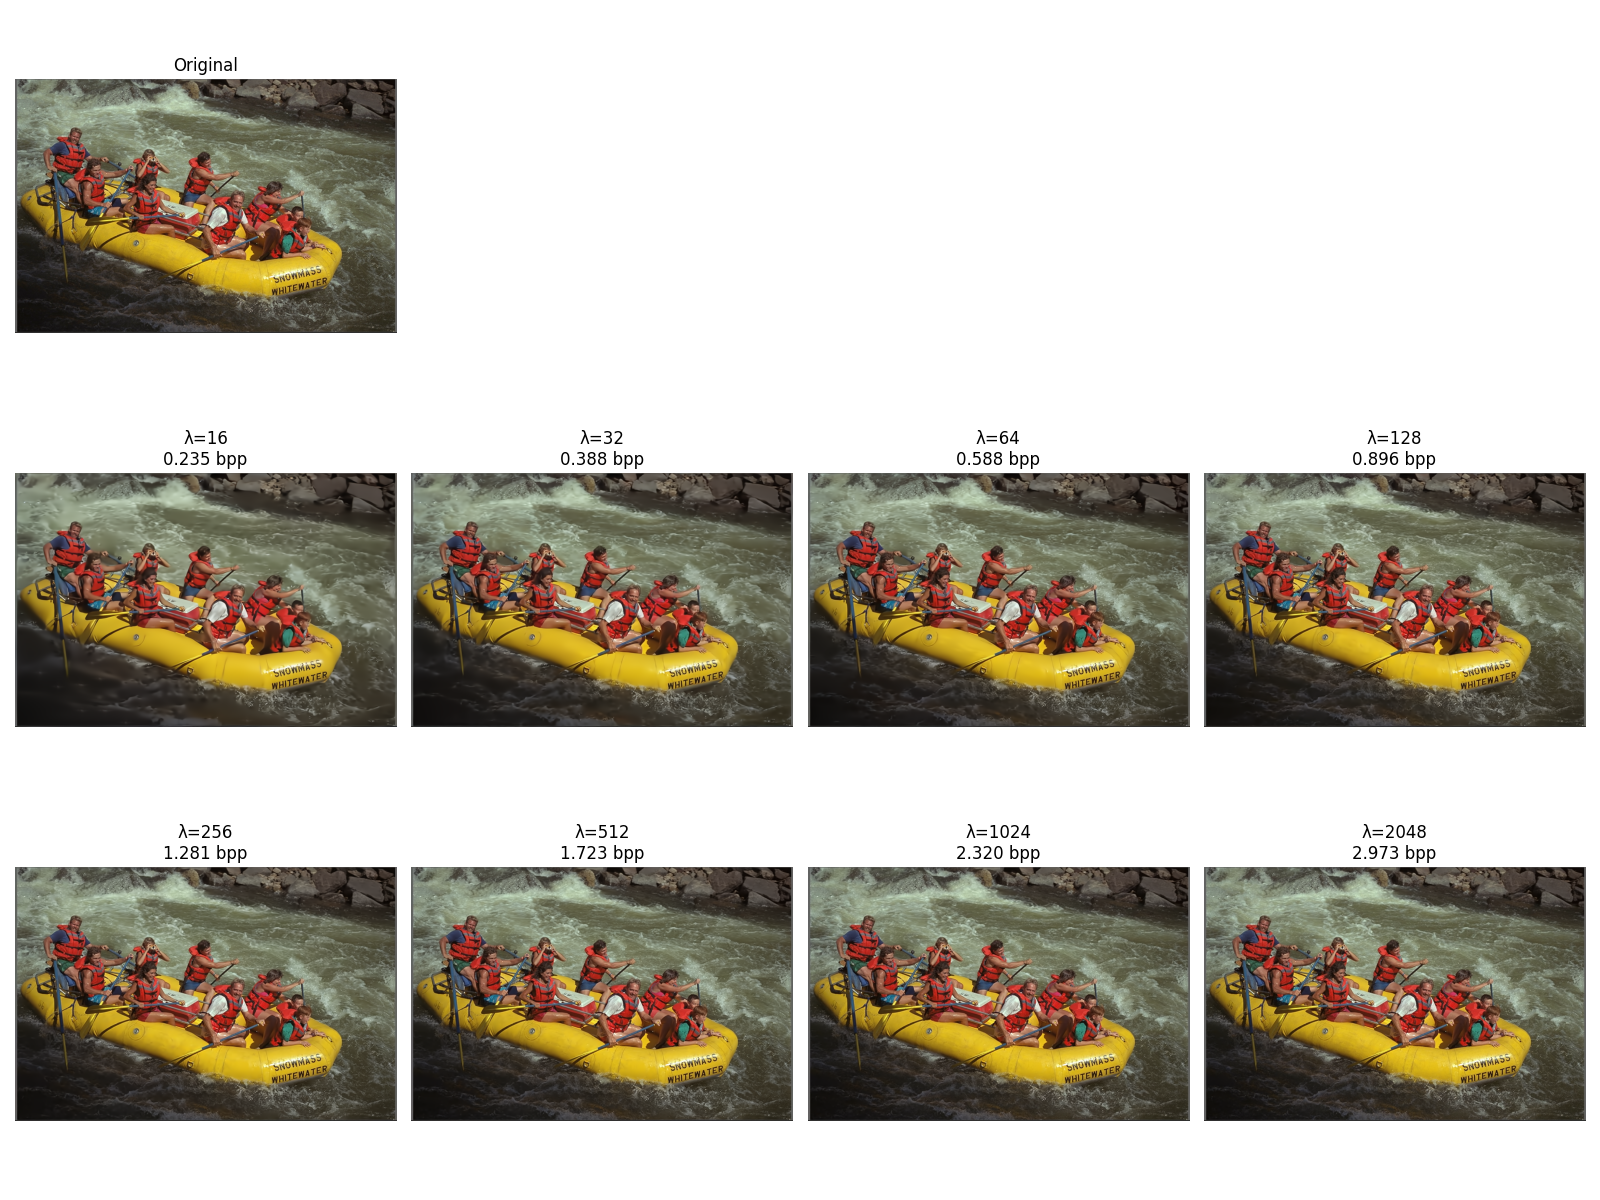 Original
SNOWMASS
WHITEWATER
λ=16
0.235 bpp
λ=32
0.388 bpp
λ=64
0.588 bpp
λ=128
0.896 bpp
SNOWMASS
WHITEWATER
SNOWMASS
WHITEWATER
SNOWMASS
WHITEWATER
SNOWMASS
WHITEWATER
λ=256
1.281 bpp
λ=512
1.723 bpp
λ=1024
2.320 bpp
λ=2048
2.973 bpp
SNOWMASS
WHITEWATER
SNOWMASS
WHITEWATER
SNOWMASS
WHITEWATER
SNOWMASS
WHITEWATER